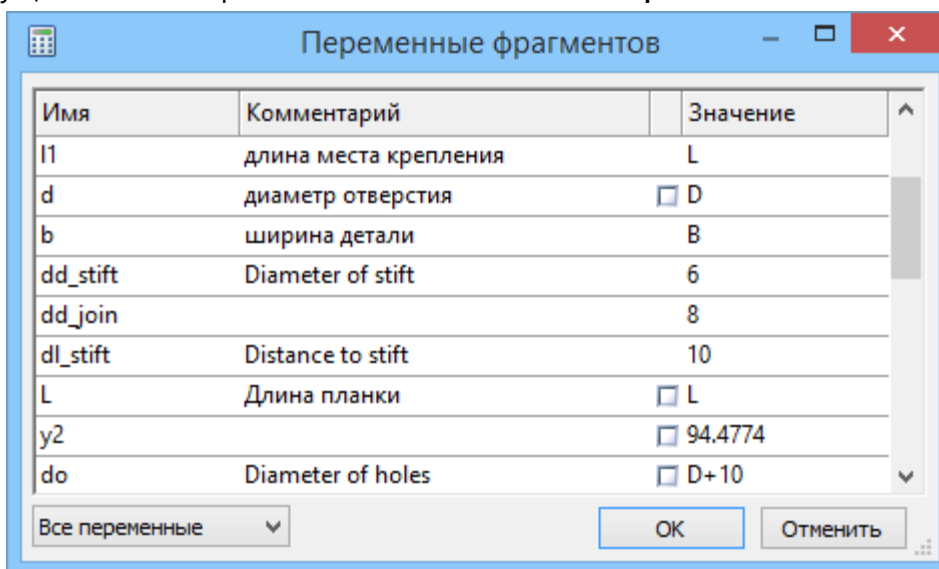 Переменные фрагментов
Имя Комментарий Значение
l1 длина места крепления L
d диаметр отверстия D
b ширина детали B
dd_stift Diameter of stift 6
dd_join 8
dl_stift Distance to stift 10
L Длина планки L
y2 94.4774
do Diameter of holes D+10
Все переменные OK Отменить